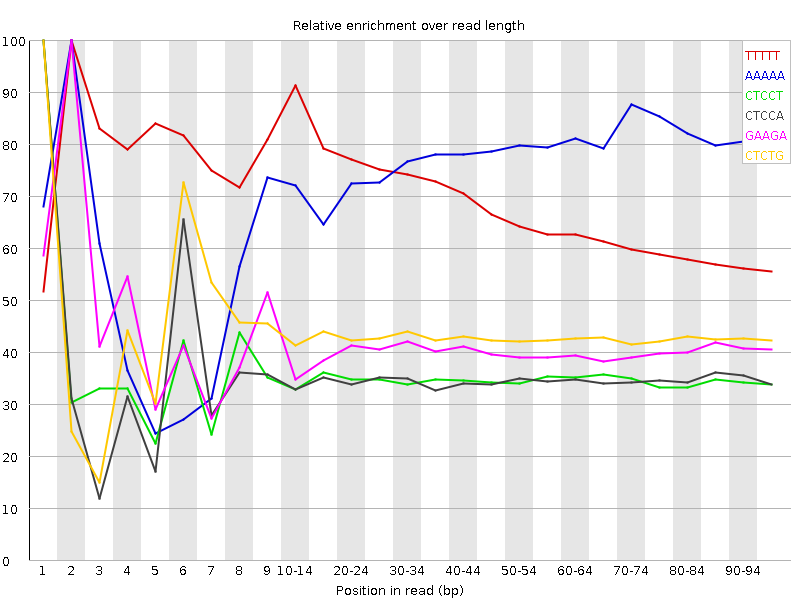 Relative enrichment over read length
100
90
80
70
60
50
40
30
20
10
0
TTTTT
AAAAA
CTCCT
CTCCA
GAAGA
CTCTG
1 2 3 4 5 6 7 8 9 10-14 20-24 30-34 40-44 50-54 60-64 70-74 80-84 90-94
Position in read (bp)